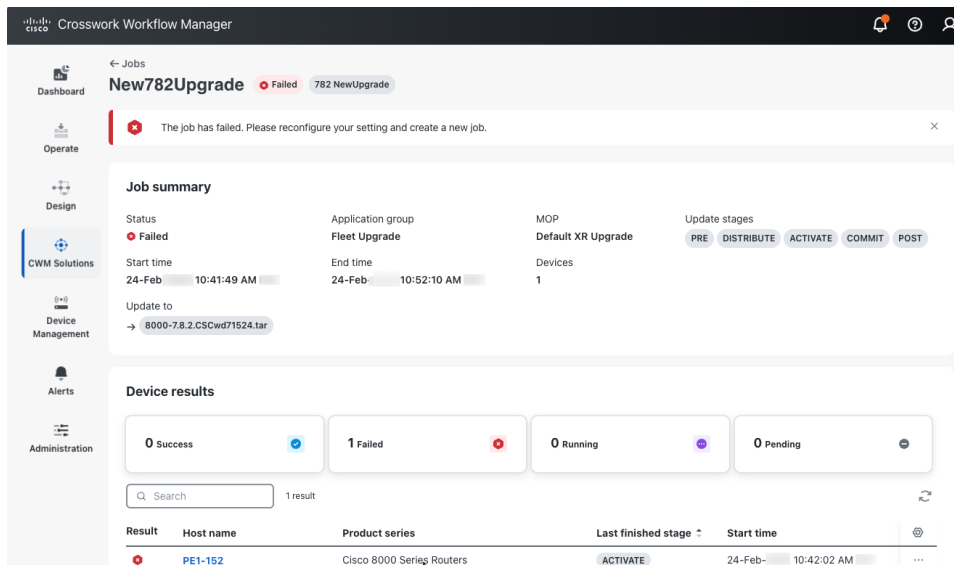 cisco Crosswork Workflow Manager
← Jobs
New782Upgrade Failed 782 NewUpgrade
The job has failed. Please reconfigure your setting and create a new job.
Dashboard
Operate
Design
CWM Solutions
Device
Management
Alerts
Administration
Job summary
Status Application group MOP Update stages
Failed Fleet Upgrade Default XR Upgrade PRE DISTRIBUTE ACTIVATE COMMIT POST
Start time End time Devices
24-Feb 10:41:49 AM 24-Feb- 10:52:10 AM 1
Update to
→ 8000-7.8.2.CSCwd71524.tar
Device results
0 Success 1 Failed 0 Running 0 Pending
Search 1 result
Result Host name Product series Last finished stage Start time
PE1-152 Cisco 8000 Series Routers ACTIVATE 24-Feb- 10:42:02 AM ...